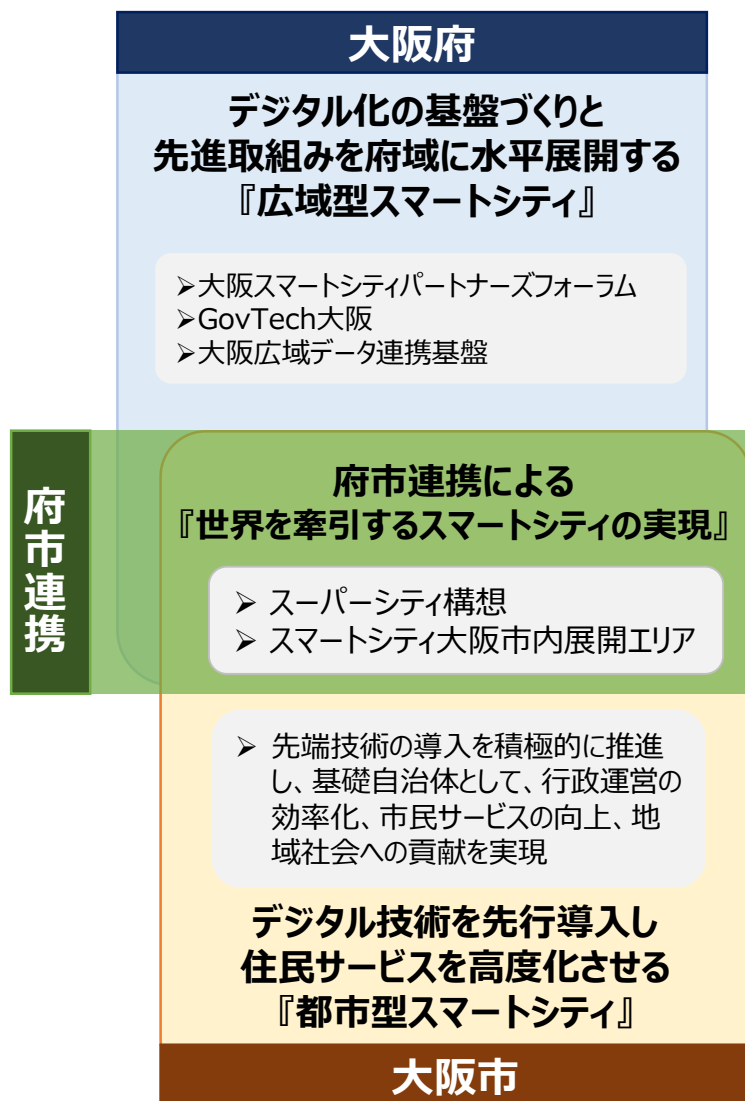 大阪府
デジタル化の基盤づくりと
先進取組みを府域に水平展開する
『広域型スマートシティ』
➢大阪スマートシティパートナーズフォーラム
➢GovTech大阪
➢大阪広域データ連携基盤
府市連携
府市連携による
『世界を牽引するスマートシティの実現』
➢ スーパーシティ構想
➢ スマートシティ大阪市内展開エリア
➢ 先端技術の導入を積極的に推進
し、基礎自治体として、行政運営の
効率化、市民サービスの向上、地
域社会への貢献を実現
デジタル技術を先行導入し
住民サービスを高度化させる
『都市型スマートシティ』
大阪市